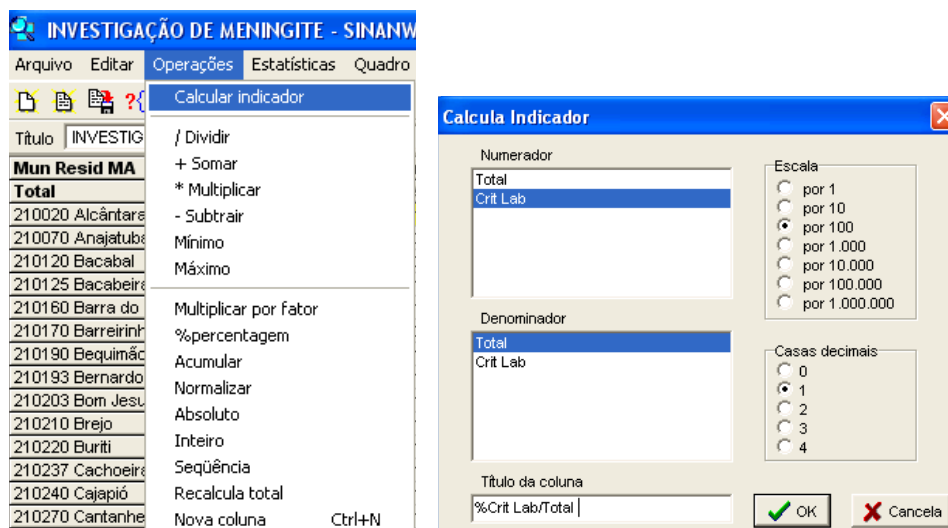 INVESTIGAÇÃO DE MENINGITE - SINANW
Arquivo Editar Operações Estatísticas Quadro
Título INVESTIG
Mun Resid MA
Total
210020 Alcântara
210070 Anajatuba
210120 Bacabal
210125 Bacabeira
210160 Barra do
210170 Barreirinh
210190 Bequimão
210193 Bernardo
210203 Bom Jesu
210210 Brejo
210220 Buriti
210237 Cachoeira
210240 Cajapió
210270 Cantanhe
Calcular indicador
/ Dividir
+ Somar
* Multiplicar
- Subtrair
Mínimo
Máximo
Multiplicar por fator
%percentagem
Acumular
Normalizar
Absoluto
Inteiro
Seqüência
Recalcula total
Nova coluna Ctrl+N
Calcula Indicador
Numerador
Total
Crit Lab
Denominador
Total
Crit Lab
Título da coluna
%Crit Lab/Total
Escala
por 1
por 10
por 100
por 1.000
por 10.000
por 100.000
por 1.000.000
Casas decimais
0
1
2
3
4
OK Cancela